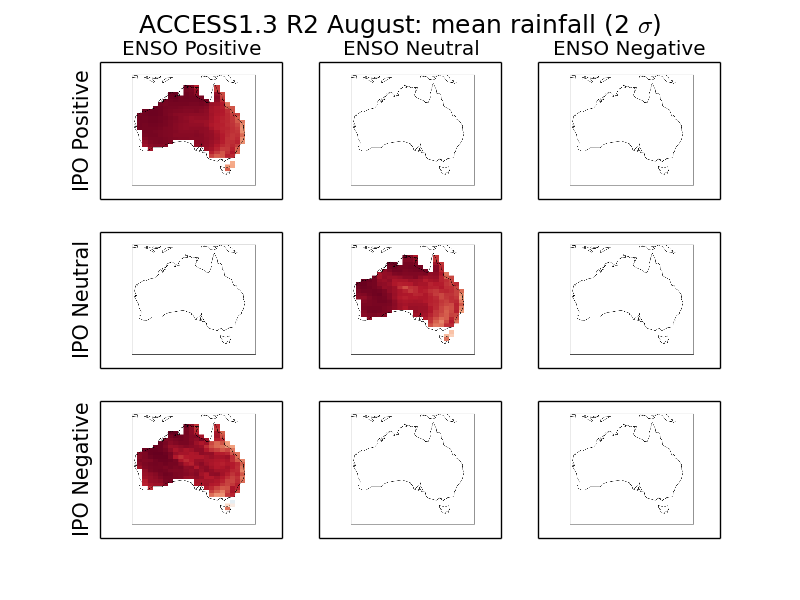 ACCESS1.3 R2 August: mean rainfall (2 σ)
ENSO Positive ENSO Neutral ENSO Negative
IPO Positive
IPO Neutral
IPO Negative